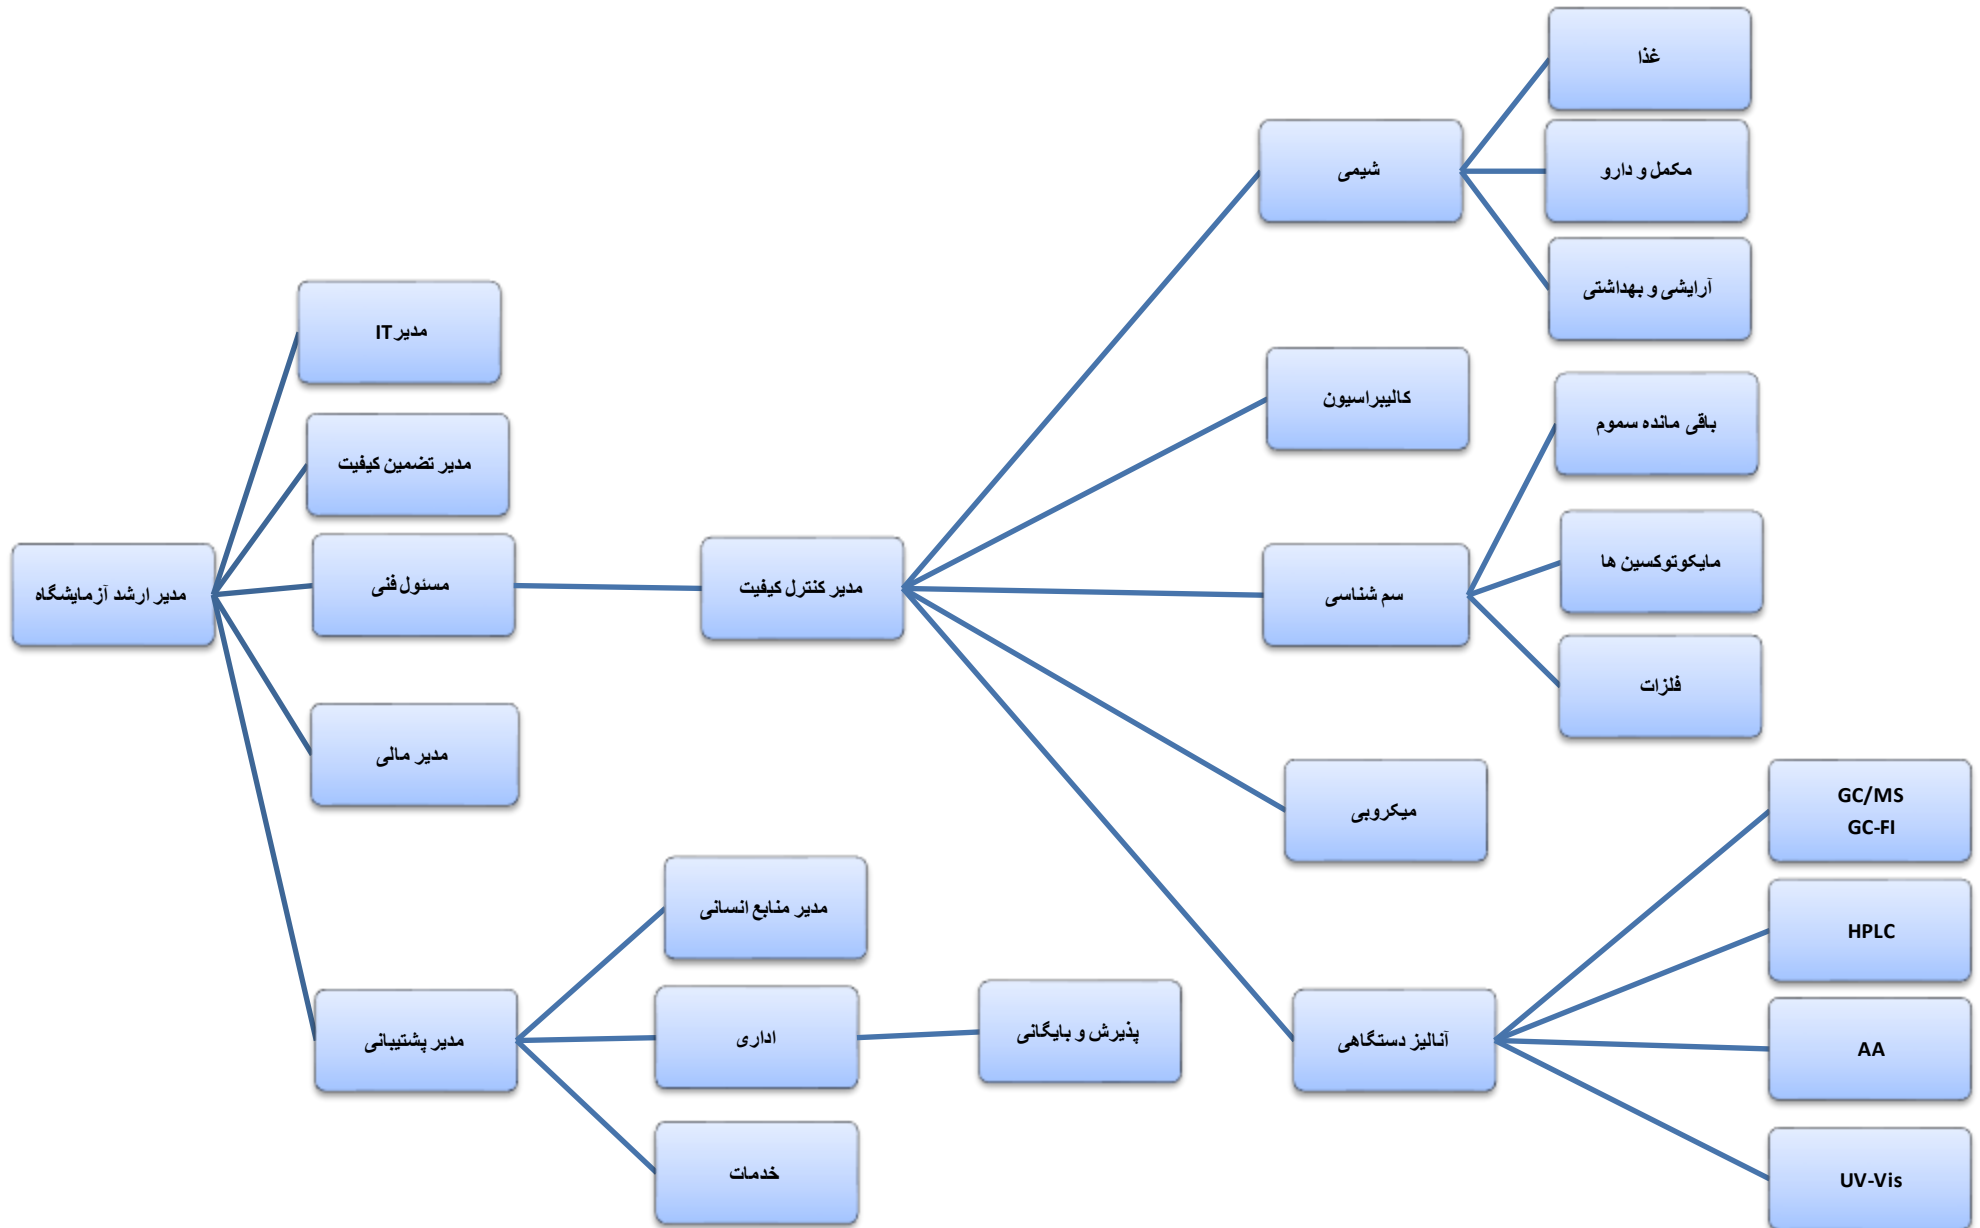 مدیر ارشد آزمایشگاه
مدیر IT
مدیر تضمین کیفیت
مسئول فنی
مدیر کنترل کیفیت
شیمی
غذا
مکمل و دارو
آرایشی و بهداشتی
کالیبراسیون
سم شناسی
باقی مانده سموم
مایکوتوکسین ها
فلزات
میکروبی
آنالیز دستگاهی
GC/MS
GC-FI
HPLC
AA
UV-Vis
مدیر مالی
مدیر پشتیبانی
مدیر منابع انسانی
اداری
پذیرش و بایگانی
خدمات